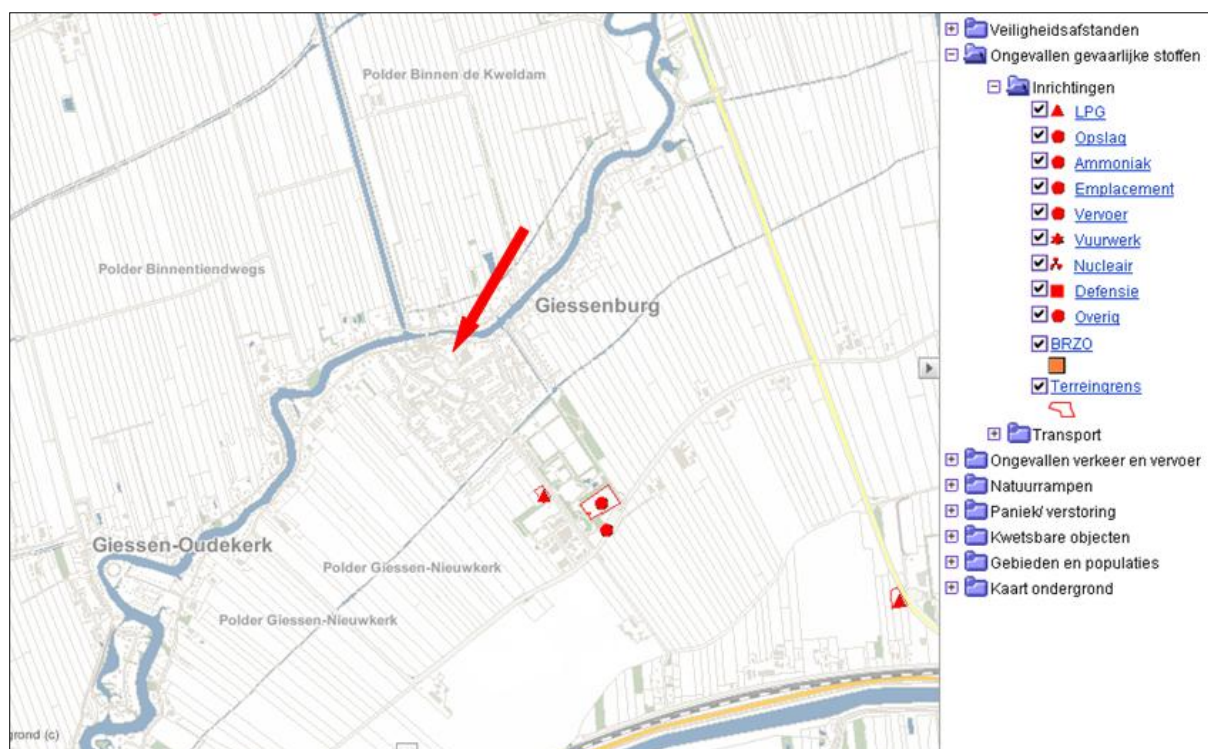 Polder Binnen de Kweldam
Polder Binnentiendwegs
Giessenburg
Giessen-Oudekerk
Polder Giessen-Nieuwkerk
Polder Giessen-Nieuwkerk
grond (c)
Veiligheidsafstanden
Ongevallen gevaarlijke stoffen
Inrichtingen
LPG
Opslag
Ammoniak
Emplacement
Vervoer
Vuurwerk
Nucleair
Defensie
Overig
BRZO
Terreingrens
Transport
Ongevallen verkeer en vervoer
Natuurrampen
Paniek/ verstoring
Kwetsbare objecten
Gebieden en populaties
Kaart ondergrond